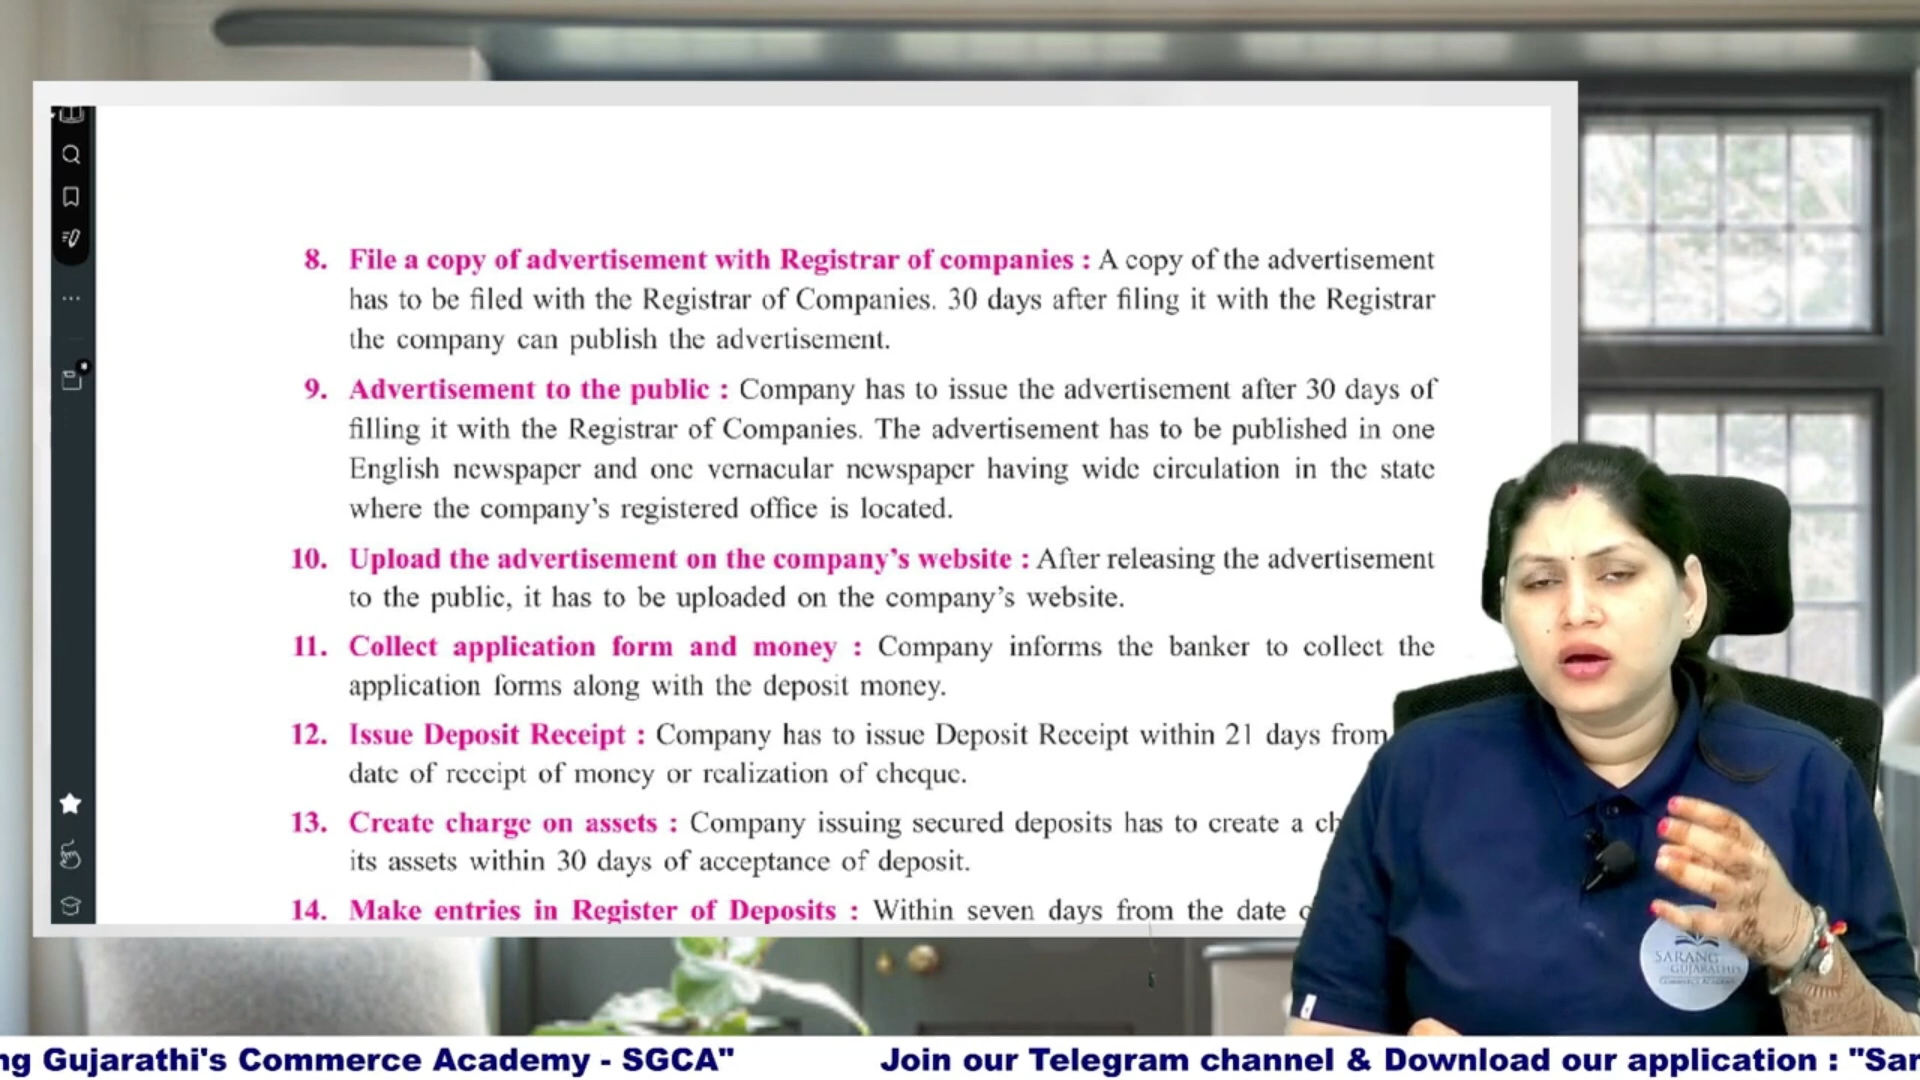 8. File a copy of advertisement with Registrar of companies : A copy of the advertisement
has to be filed with the Registrar of Companies. 30 days after filing it with the Registrar
the company can publish the advertisement.
9. Advertisement to the public : Company has to issue the advertisement after 30 days of
filling it with the Registrar of Companies. The advertisement has to be published in one
English newspaper and one vernacular newspaper having wide circulation in the state
where the company's registered office is located.
10. Upload the advertisement on the company's website : After releasing the advertisement
to the public, it has to be uploaded on the company's website.
11. Collect application form and money : Company informs the banker to collect the
application forms along with the deposit money.
12. Issue Deposit Receipt : Company has to issue Deposit Receipt within 21 days from
date of receipt of money or realization of cheque.
13. Create charge on assets : Company issuing secured deposits has to create a ch
its assets within 30 days of acceptance of deposit.
14. Make entries in Register of Deposits : Within seven days from the date
SARANG
GUJARATHI'S
COMMERCE ACADEMY
ng Gujarathi's Commerce Academy - SGCA" Join our Telegram channel & Download our application : "Sar